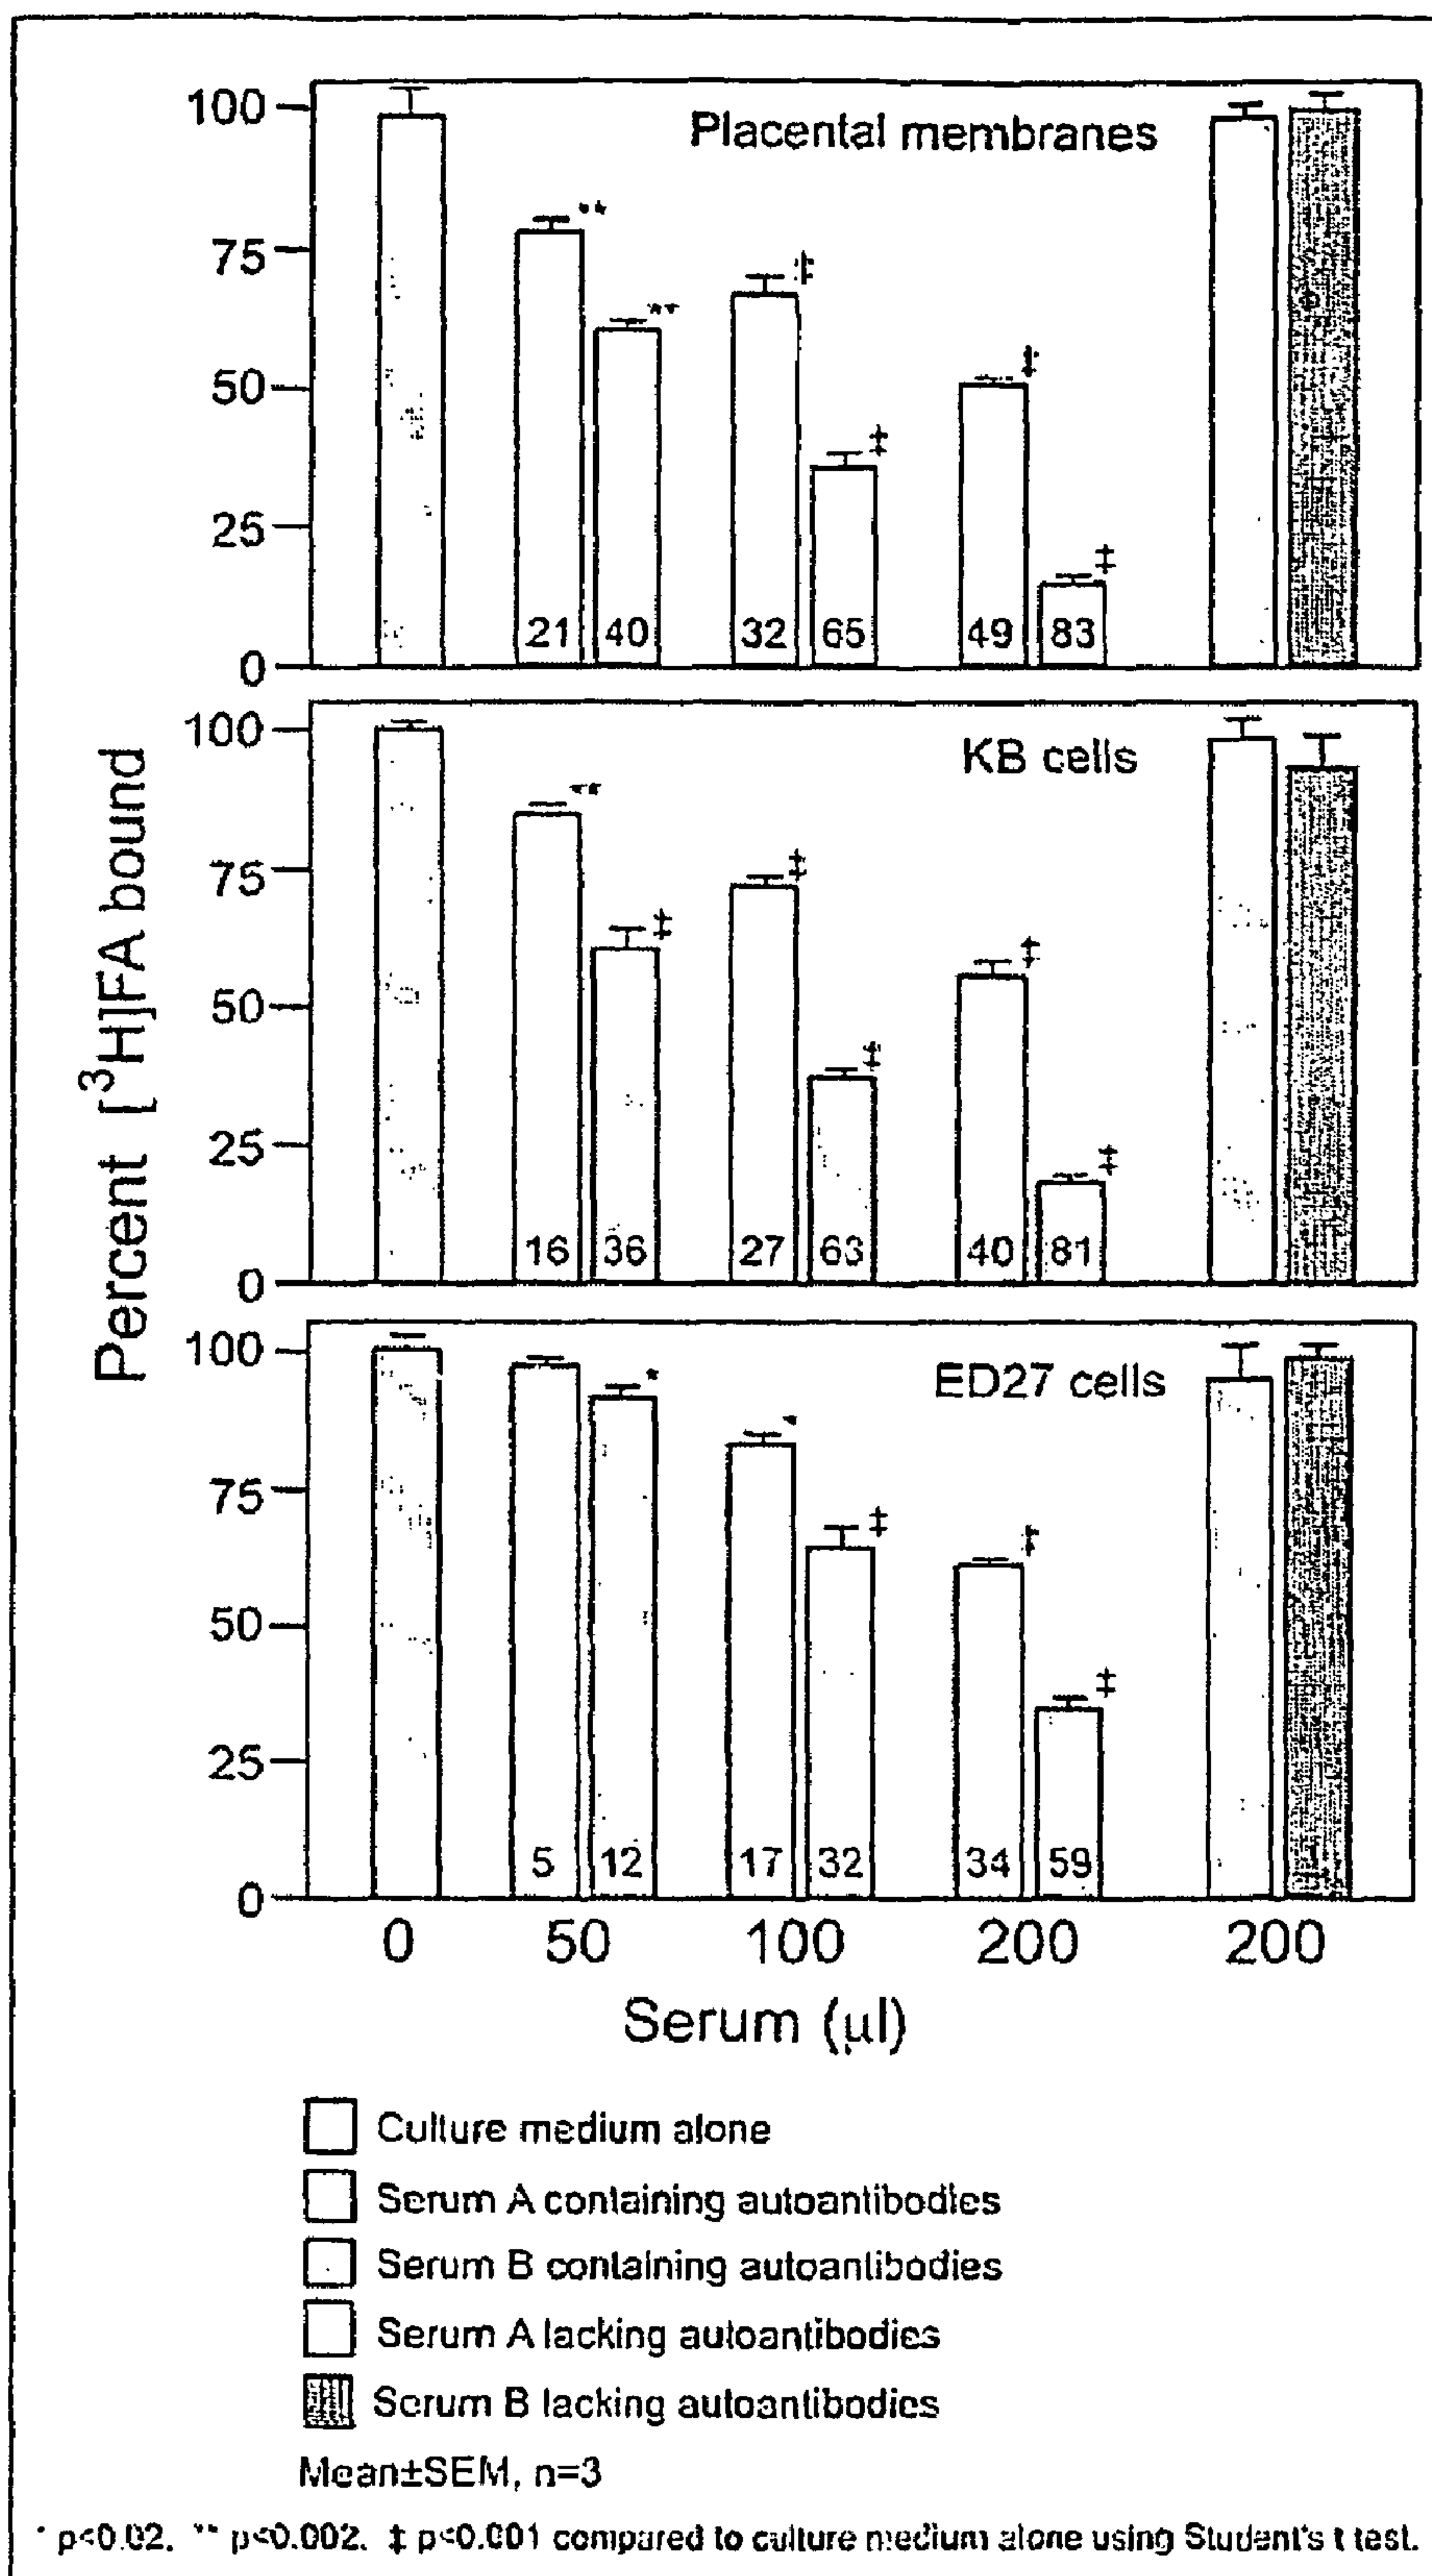 Percent [³H]FA bound
Placental membranes
100
75
50
25
0
** ** ‡ ‡ ‡ ‡
21 40 32 65 49 83
KB cells
100
75
50
25
0
** ‡ ‡ ‡ ‡ ‡
16 36 27 63 40 81
ED27 cells
100
75
50
25
0
* * ‡ ‡ ‡
5 12 17 32 34 59
0 50 100 200 200
Serum (µl)
Culture medium alone
Serum A containing autoantibodies
Serum B containing autoantibodies
Serum A lacking autoantibodies
Serum B lacking autoantibodies
Mean±SEM, n=3
* p<0.02. ** p<0.002. ‡ p<0.001 compared to culture medium alone using Student's t test.